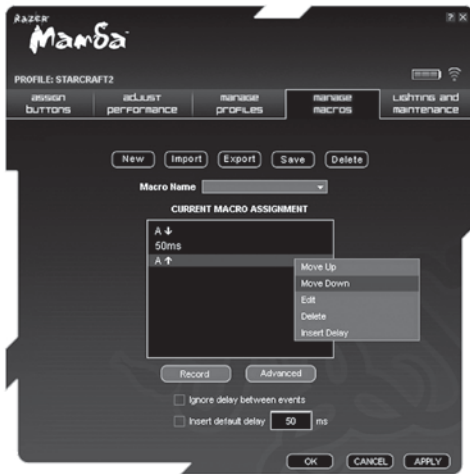 RAZER
Mamba
? X
PROFILE: STARCRAFT2
assign buttons
adjust performance
manage profiles
manage macros
Lighting and maintenance
New
Import
Export
Save
Delete
Macro Name
CURRENT MACRO ASSIGNMENT
A ↓
50ms
A ↑
Move Up
Move Down
Edit
Delete
Insert Delay
Record
Advanced
Ignore delay between events
Insert default delay 50 ms
OK
CANCEL
APPLY